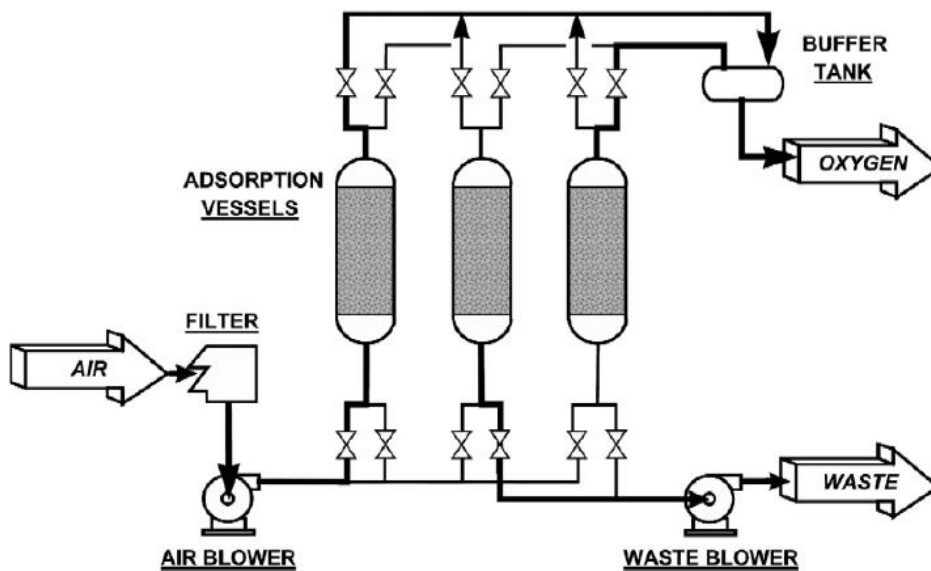 BUFFER
TANK
OXYGEN
ADSORPTION
VESSELS
FILTER
AIR
WASTE
AIR BLOWER
WASTE BLOWER